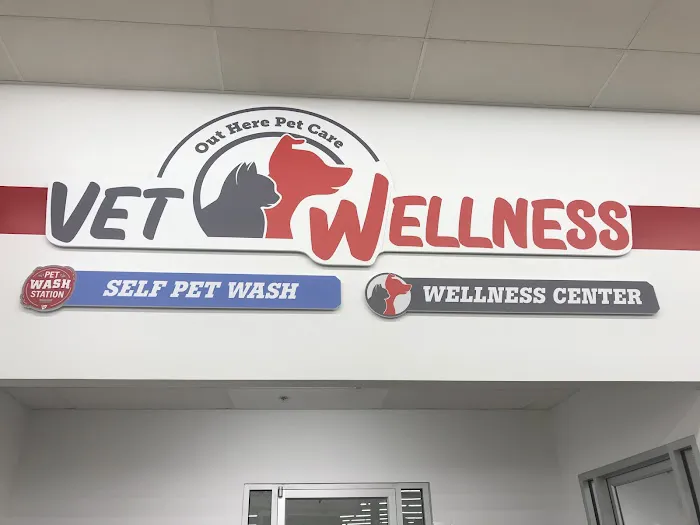 Out Here Pet Care
VET WELLNESS
PET
WASH
STATION
SELF PET WASH
WELLNESS CENTER